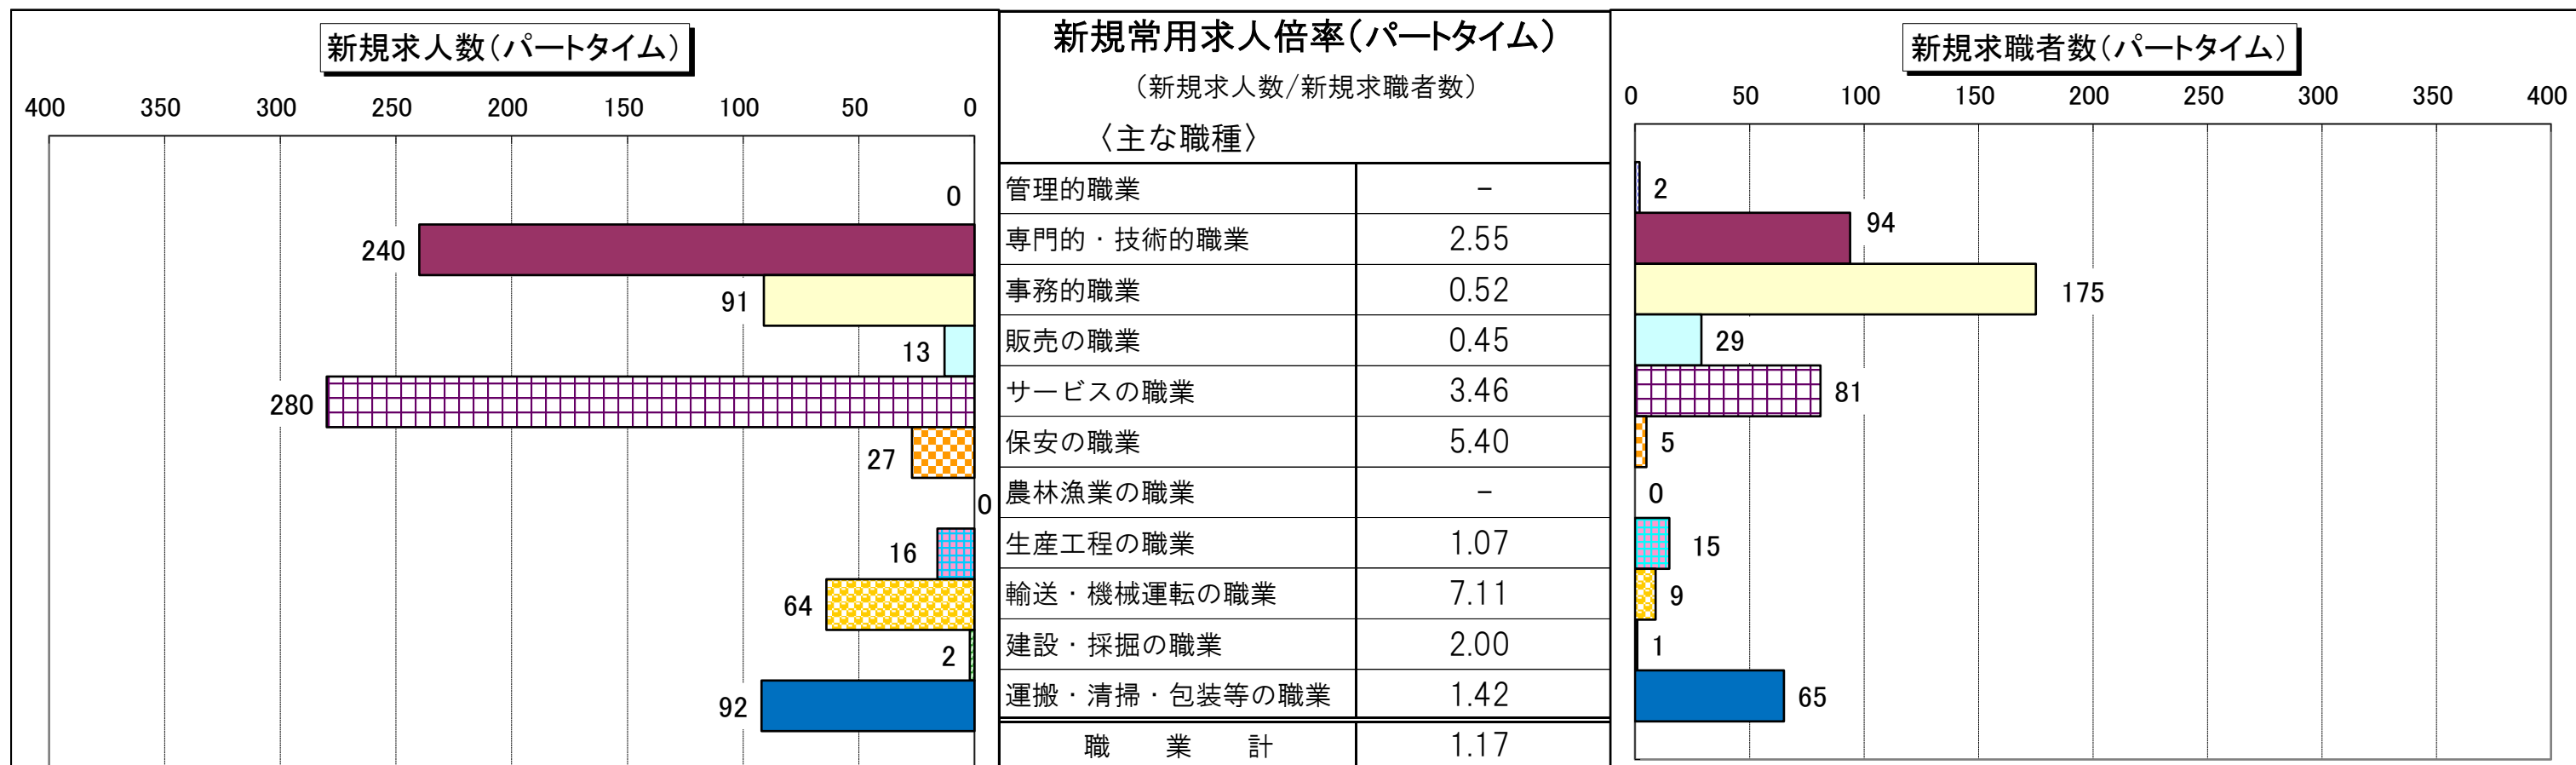 新規求人数(パートタイム)
400 350 300 250 200 150 100 50 0
0
240
91
13
280
27
0
16
64
2
92
新規常用求人倍率(パートタイム)
(新規求人数/新規求職者数)
〈主な職種〉
管理的職業 －
専門的・技術的職業 2.55
事務的職業 0.52
販売の職業 0.45
サービスの職業 3.46
保安の職業 5.40
農林漁業の職業 －
生産工程の職業 1.07
輸送・機械運転の職業 7.11
建設・採掘の職業 2.00
運搬・清掃・包装等の職業 1.42
職 業 計 1.17
新規求職者数(パートタイム)
0 50 100 150 200 250 300 350 400
2
94
175
29
81
5
0
15
9
1
65